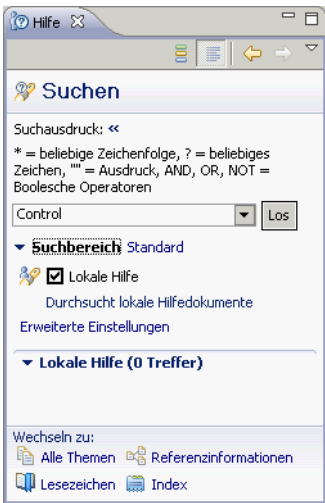 Hilfe
Suchen
Suchausdruck: «
* = beliebige Zeichenfolge, ? = beliebiges
Zeichen, "" = Ausdruck, AND, OR, NOT =
Boolesche Operatoren
Control Los
Suchbereich Standard
Lokale Hilfe
Durchsucht lokale Hilfedokumente
Erweiterte Einstellungen
Lokale Hilfe (0 Treffer)
Wechseln zu:
Alle Themen Referenzinformationen
Lesezeichen Index